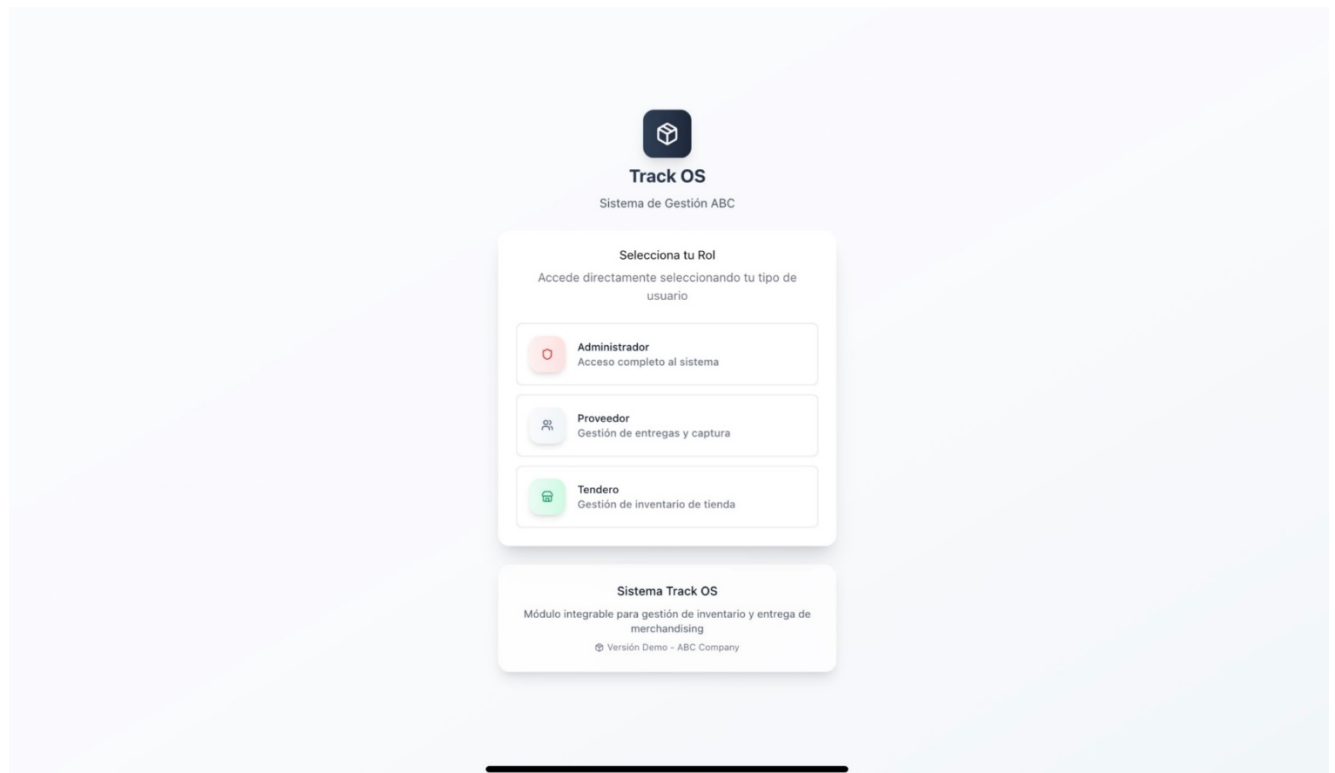 Track OS
Sistema de Gestión ABC
Selecciona tu Rol
Accede directamente seleccionando tu tipo de
usuario
Administrador
Acceso completo al sistema
Proveedor
Gestión de entregas y captura
Tendero
Gestión de inventario de tienda
Sistema Track OS
Módulo integrable para gestión de inventario y entrega de
merchandising
Versión Demo - ABC Company